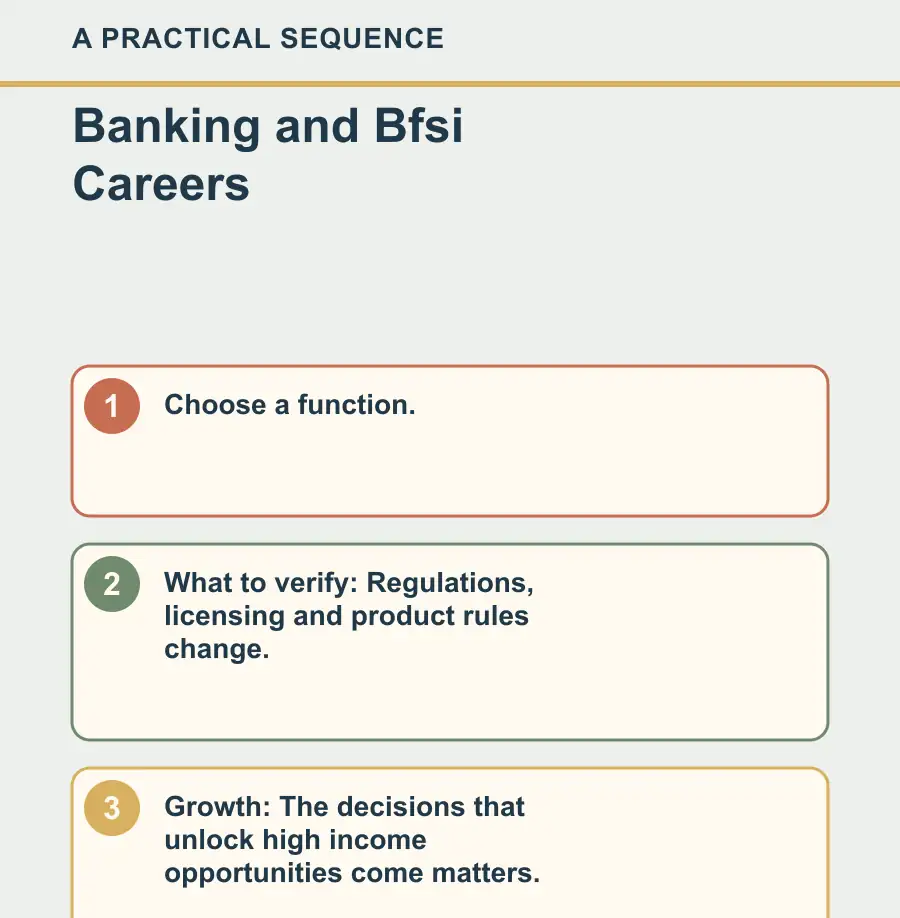 A PRACTICAL SEQUENCE
Banking and Bfsi
Careers
1
Choose a function.
2
What to verify: Regulations,
licensing and product rules
change.
3
Growth: The decisions that
unlock high income
opportunities come matters.